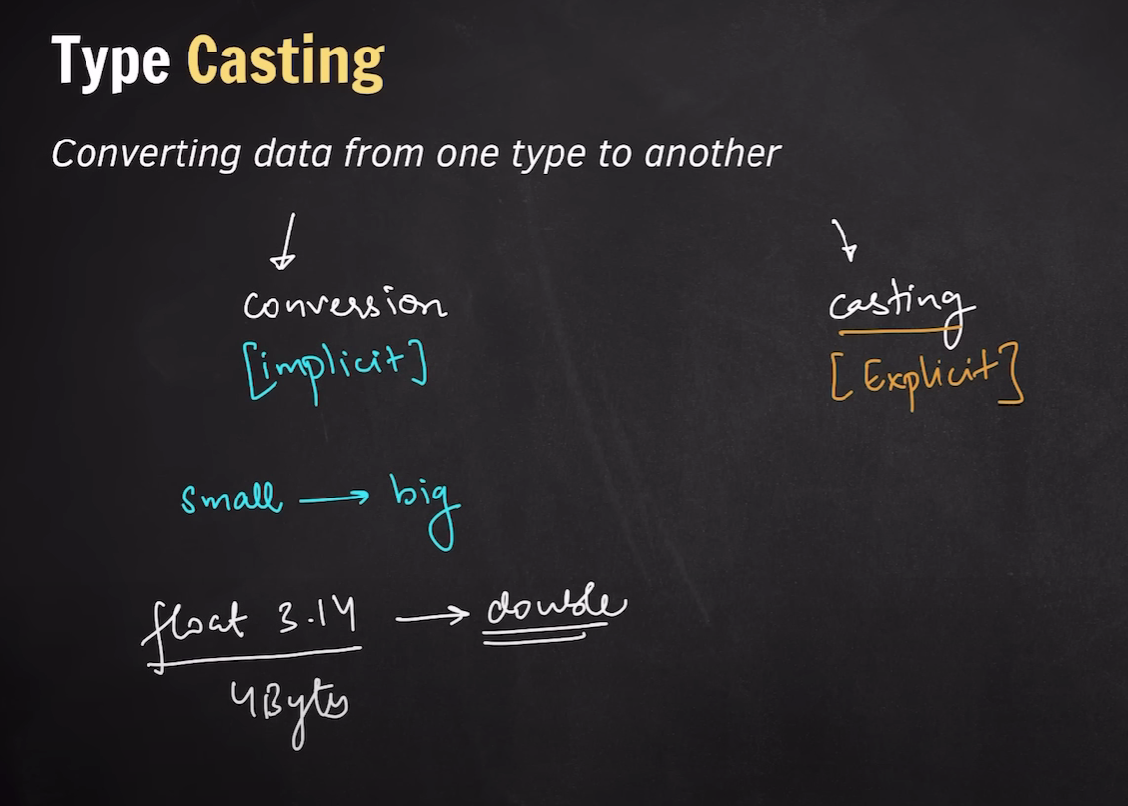 Type Casting
Converting data from one type to another
conversion
[implicit]
casting
[Explicit]
small → big
float 3.14 → double
4Byts